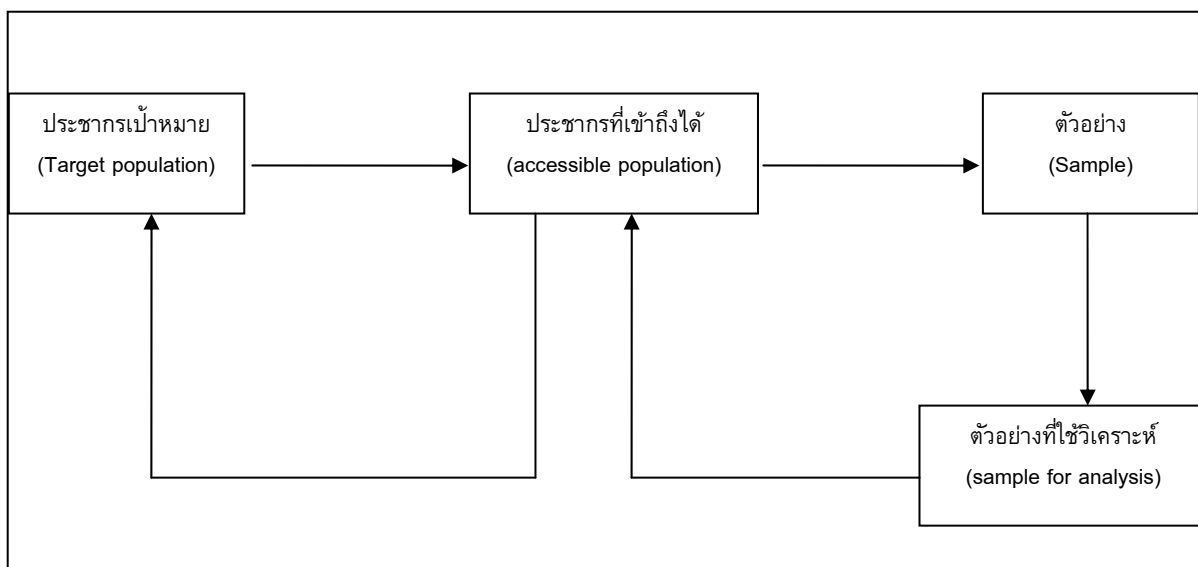 ประชากรเป้าหมาย
(Target population)
ประชากรที่เข้าถึงได้
(accessible population)
ตัวอย่าง
(Sample)
ตัวอย่างที่ใช้วิเคราะห์
(sample for analysis)